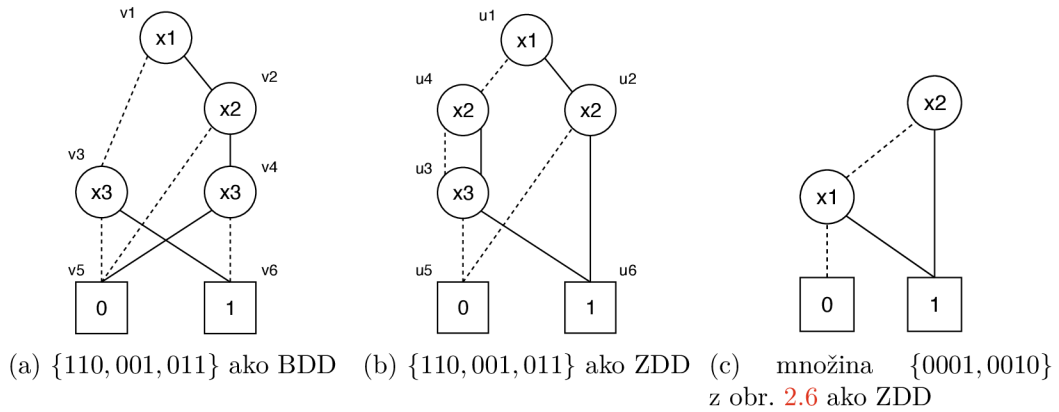 v1
x1
v2
x2
v3
x3
v4
x3
v5
0
v6
1
(a) {110, 001, 011} ako BDD
u1
x1
u4
x2
u2
x2
u3
x3
u5
0
u6
1
(b) {110, 001, 011} ako ZDD
x2
x1
0
1
(c) množina {0001, 0010}
z obr. 2.6 ako ZDD